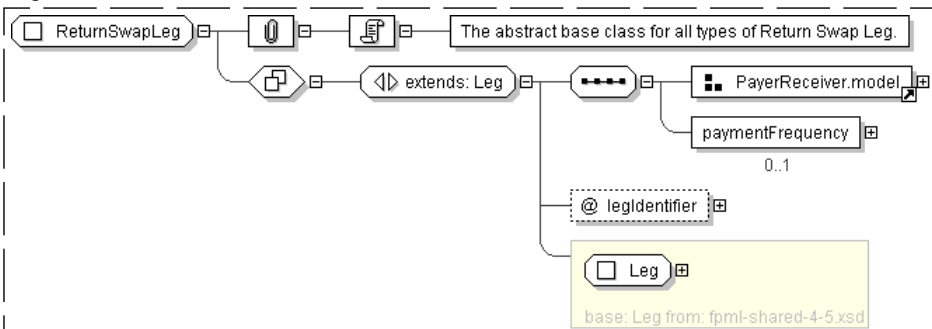 ReturnSwapLeg
The abstract base class for all types of Return Swap Leg.
extends: Leg
PayerReceiver.model
paymentFrequency
0..1
@ legIdentifier
Leg
base: Leg from: fpml-shared-4-5.xsd